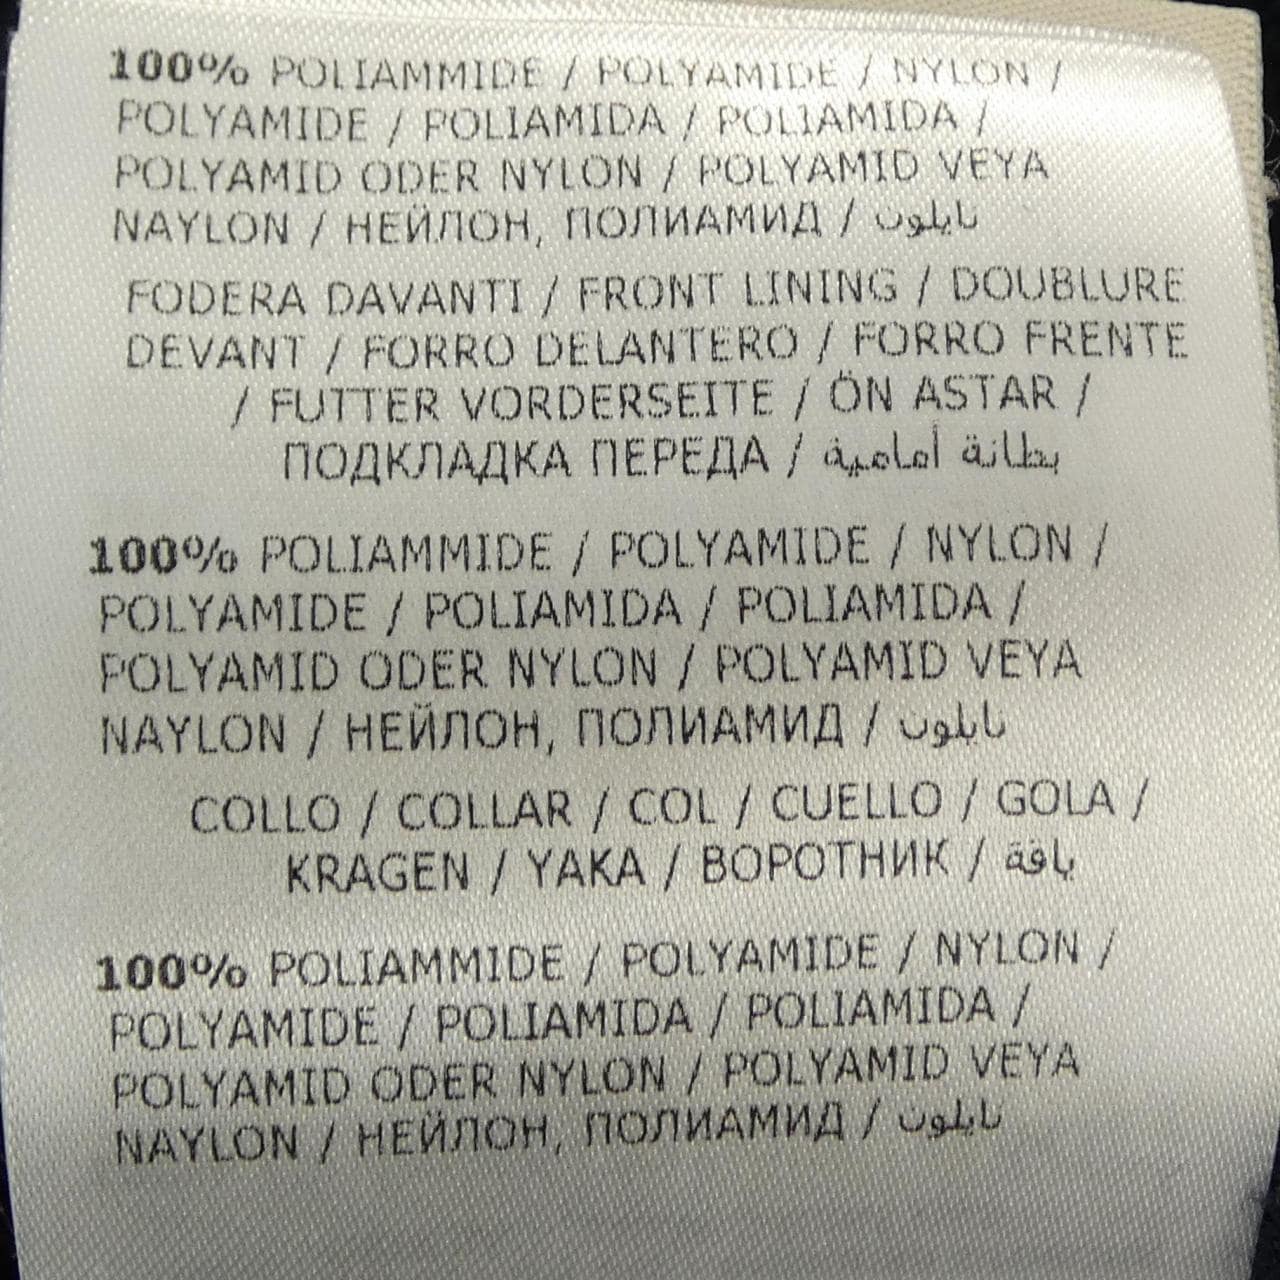 100% POLIAMMIDE / POLYAMIDE / NYLON /
POLYAMIDE / POLIAMIDA / POLIAMIDA /
POLYAMID ODER NYLON / POLYAMID VEYA
NAYLON / НЕЙЛОН, ПОЛИАМИД / نايلون
FODERA DAVANTI / FRONT LINING / DOUBLURE
DEVANT / FORRO DELANTERO / FORRO FRENTE
/ FUTTER VORDERSEITE / ÖN ASTAR /
ПОДКЛАДКА ПЕРЕДА / بطانة أمامية
100% POLIAMMIDE / POLYAMIDE / NYLON /
POLYAMIDE / POLIAMIDA / POLIAMIDA /
POLYAMID ODER NYLON / POLYAMID VEYA
NAYLON / НЕЙЛОН, ПОЛИАМИД / نايلون
COLLO / COLLAR / COL / CUELLO / GOLA /
KRAGEN / YAKA / ВОРОТНИК / ياقة
100% POLIAMMIDE / POLYAMIDE / NYLON /
POLYAMIDE / POLIAMIDA / POLIAMIDA /
POLYAMID ODER NYLON / POLYAMID VEYA
NAYLON / НЕЙЛОН, ПОЛИАМИД / نايلون